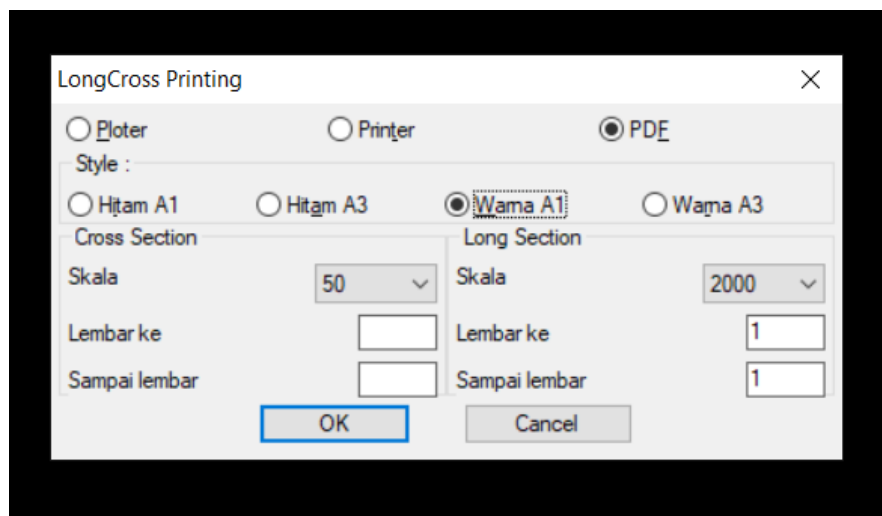 LongCross Printing
Ploter Printer PDF
Style :
Hitam A1 Hitam A3 Warna A1 Warna A3
Cross Section Long Section
Skala 50 Skala 2000
Lembar ke Lembar ke 1
Sampai lembar Sampai lembar 1
OK Cancel